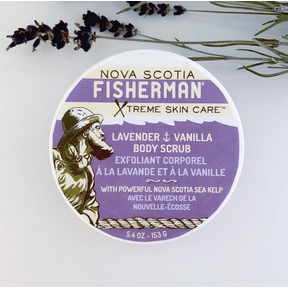 NOVA SCOTIA
FISHERMAN®
XTREME SKIN CARE™
LAVENDER ⚓ VANILLA
BODY SCRUB
EXFOLIANT CORPOREL
À LA LAVANDE ET À LA VANILLE
WITH POWERFUL NOVA SCOTIA SEA KELP
AVEC LE VARECH DE LA
NOUVELLE-ÉCOSSE
5.4 OZ - 153 G